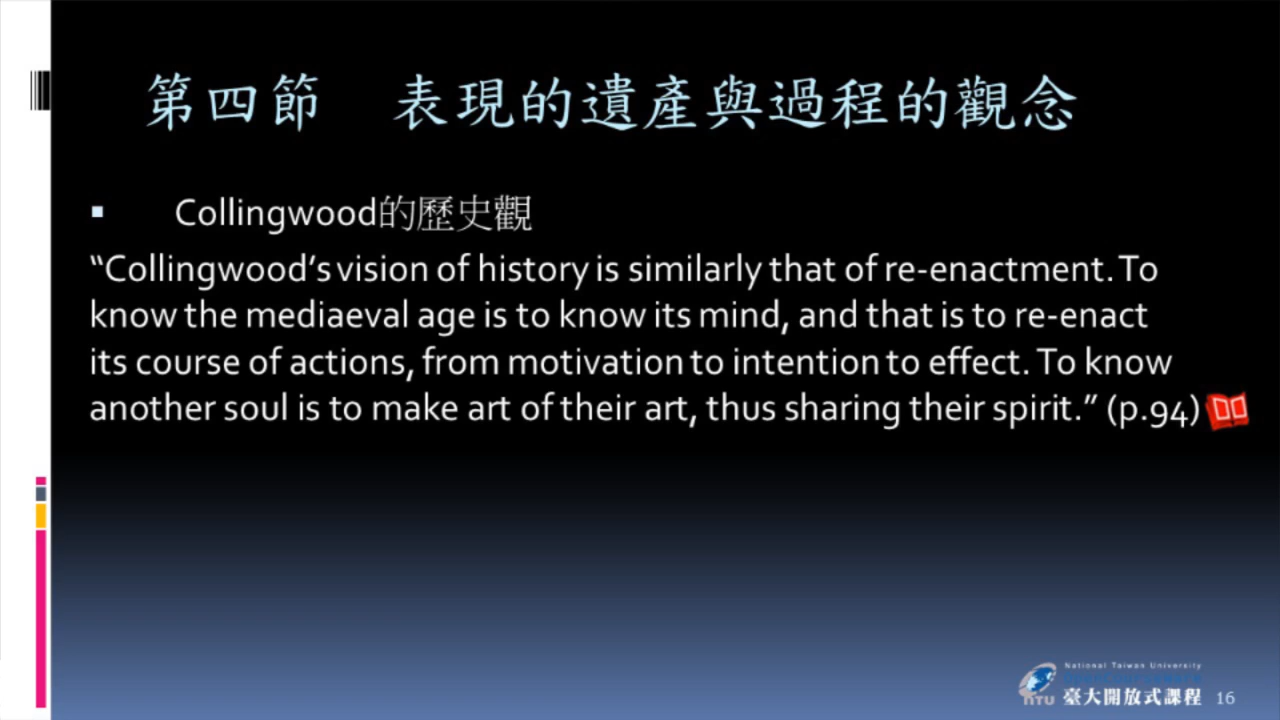 第四節 表現的遺產與過程的觀念
Collingwood的歷史觀
“Collingwood’s vision of history is similarly that of re-enactment. To
know the mediaeval age is to know its mind, and that is to re-enact
its course of actions, from motivation to intention to effect. To know
another soul is to make art of their art, thus sharing their spirit.” (p.94)
National Taiwan University
OpenCourseWare
NTU 臺大開放式課程 16